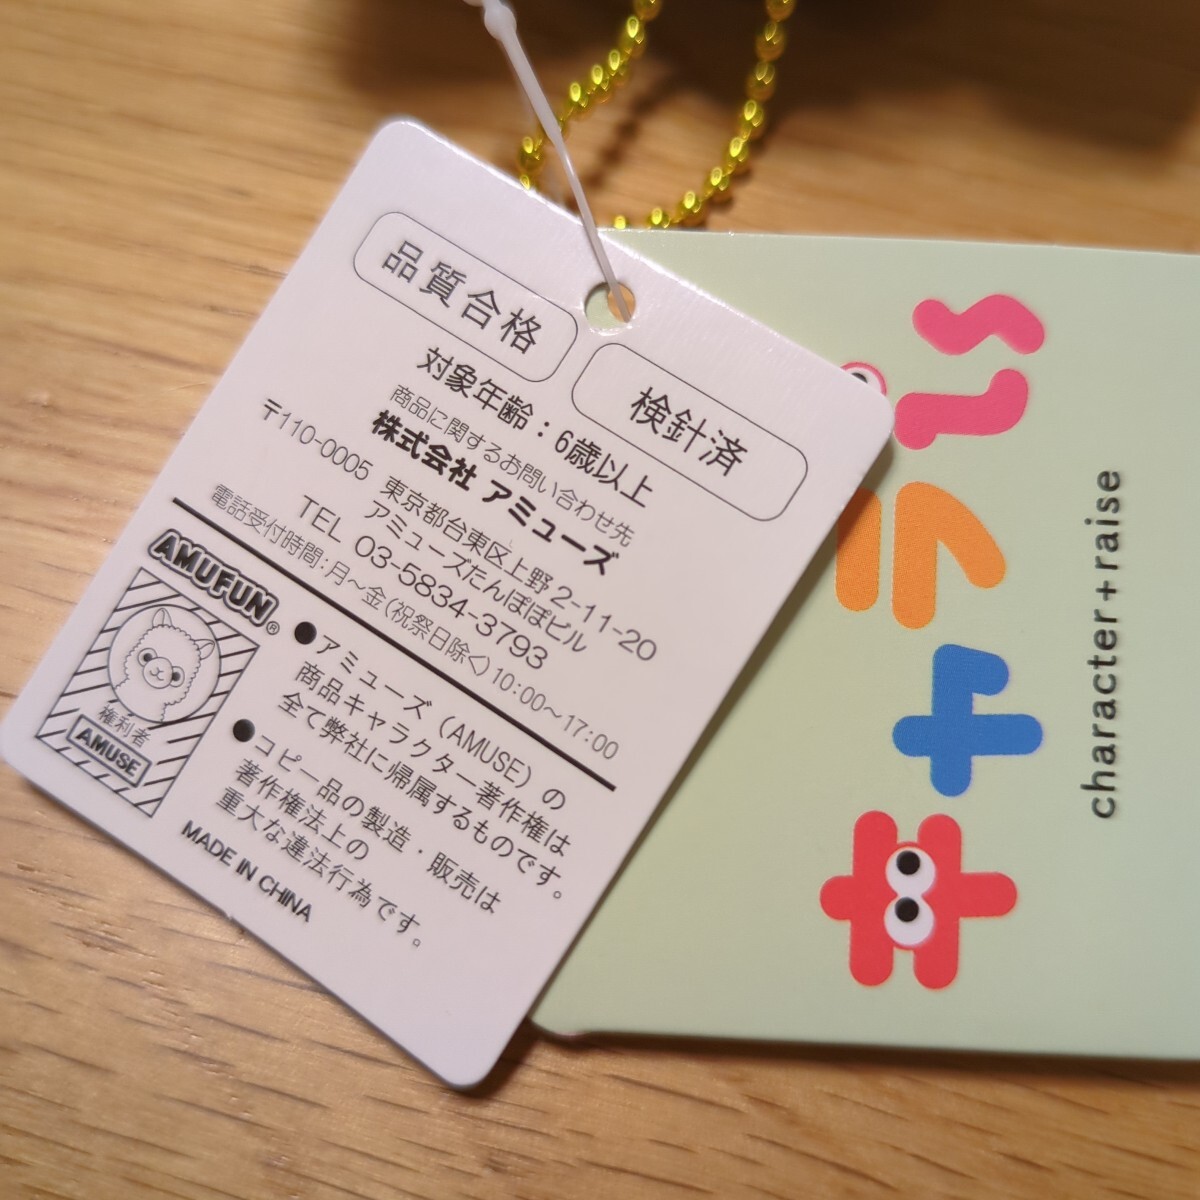 品質合格
検針済
対象年齢：6歳以上
商品に関するお問い合わせ先
株式会社 アミューズ
〒110-0005 東京都台東区上野2-11-20
アミューズたんぽぽビル
TEL 03-5834-3793
電話受付時間：月～金(祝祭日除く)10:00～17:00
AMUFUN®
権利者
AMUSE
●アミューズ(AMUSE)の
商品キャラクター著作権は
全て弊社に帰属するものです。
●コピー品の製造・販売は
著作権法上の
重大な違法行為です。
MADE IN CHINA
キャラ
character+raise